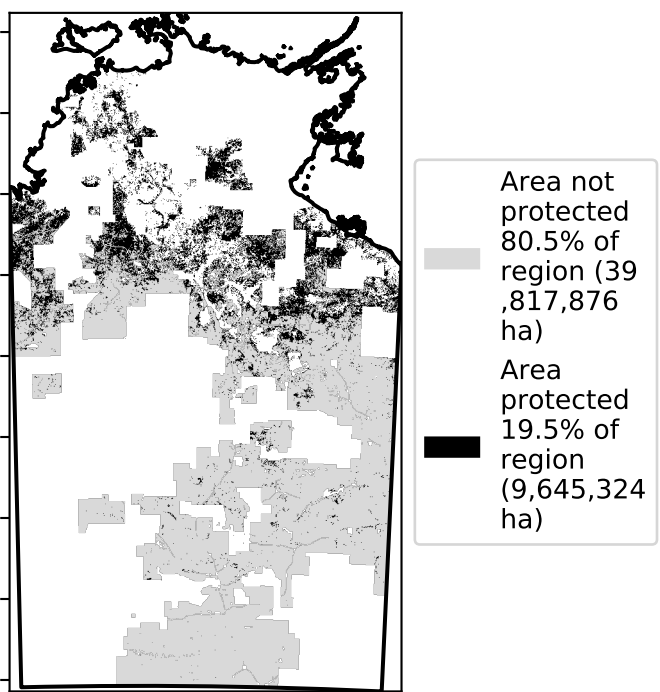 Area not
protected
80.5% of
region (39
,817,876
ha)
Area
protected
19.5% of
region
(9,645,324
ha)